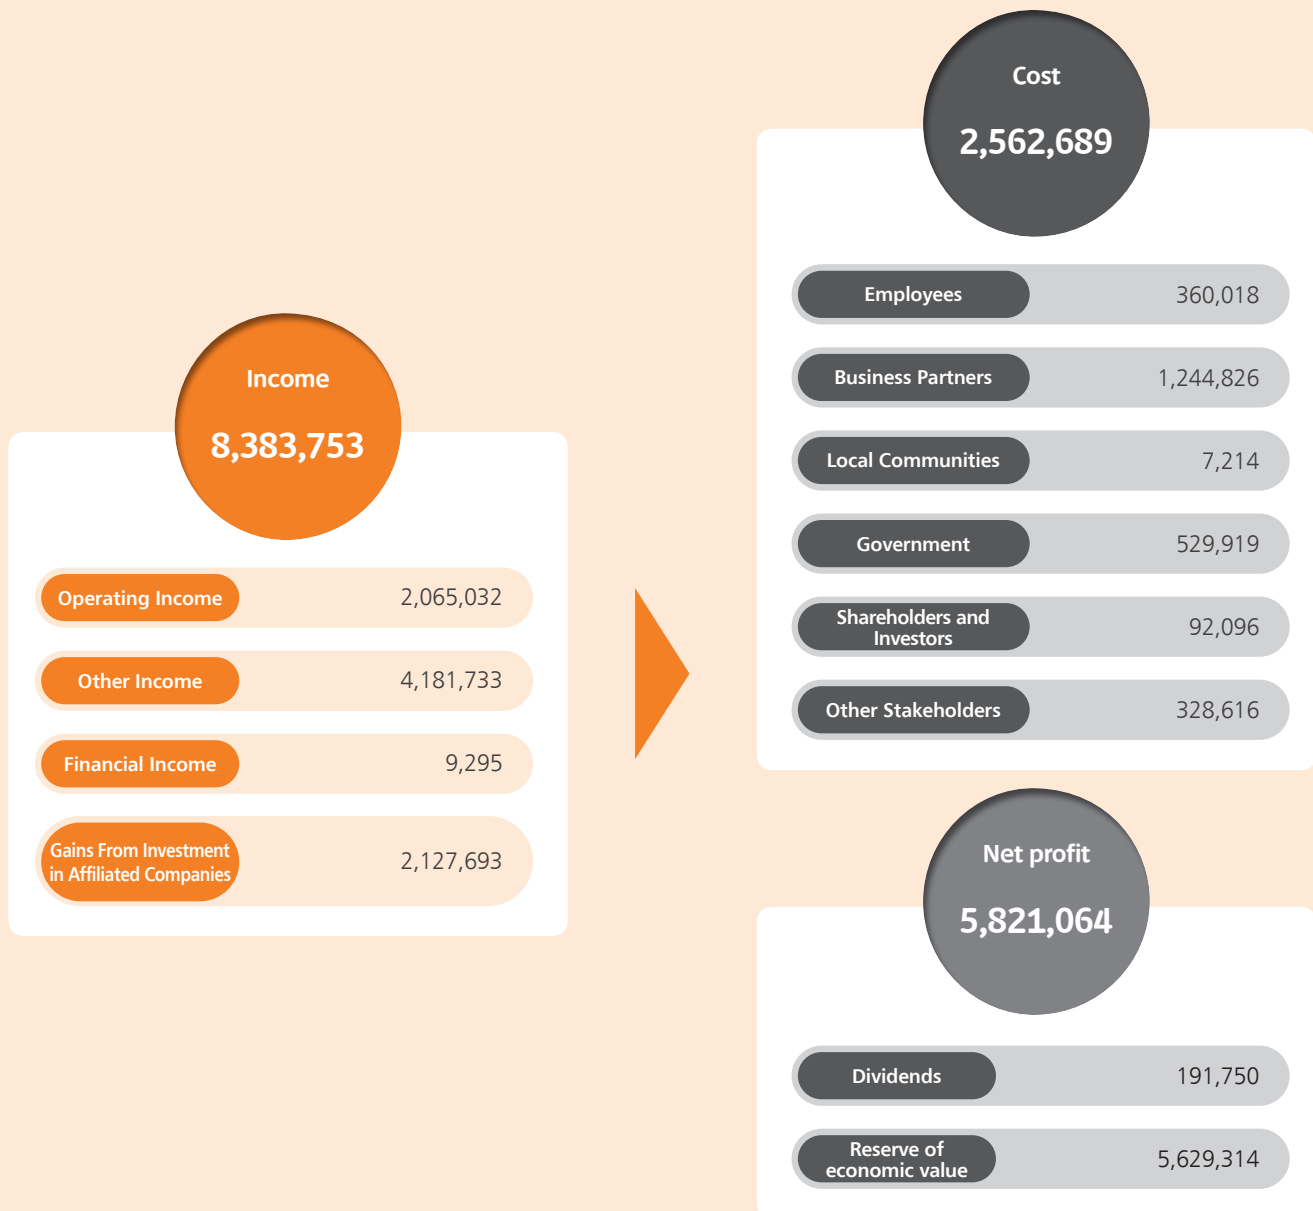 Income
8,383,753
Operating Income 2,065,032
Other Income 4,181,733
Financial Income 9,295
Gains From Investment
in Affiliated Companies 2,127,693
Cost
2,562,689
Employees 360,018
Business Partners 1,244,826
Local Communities 7,214
Government 529,919
Shareholders and
Investors 92,096
Other Stakeholders 328,616
Net profit
5,821,064
Dividends 191,750
Reserve of
economic value 5,629,314